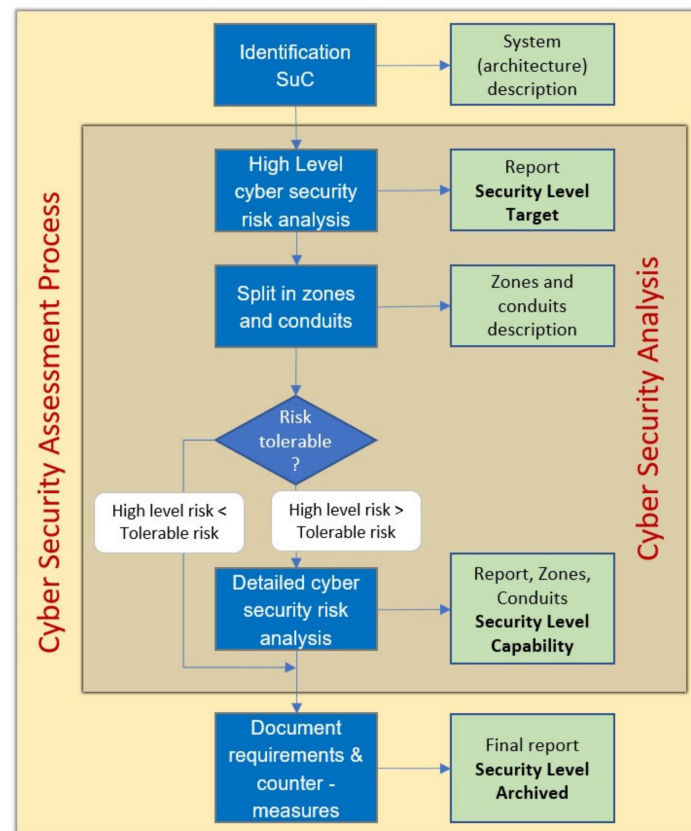 Identification
SuC
System
(architecture)
description
Cyber Security Assessment Process
Cyber Security Analysis
High Level
cyber security
risk analysis
Report
Security Level
Target
Split in zones
and conduits
Zones and
conduits
description
Risk
tolerable
?
High level risk <
Tolerable risk
High level risk >
Tolerable risk
Detailed cyber
security risk
analysis
Report, Zones,
Conduits
Security Level
Capability
Document
requirements &
counter -
measures
Final report
Security Level
Archived